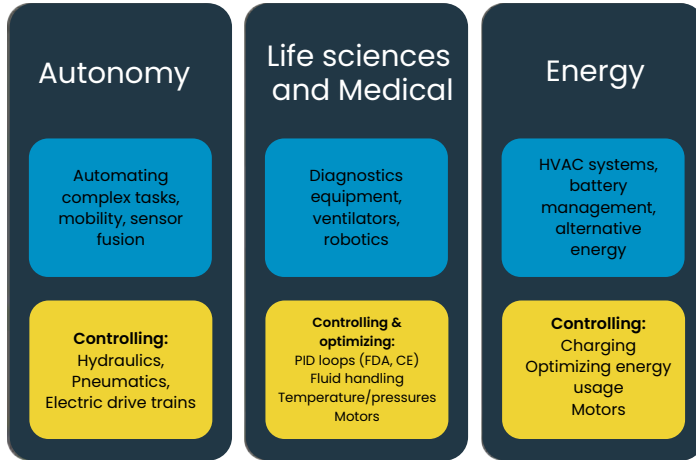 Autonomy
Automating
complex tasks,
mobility, sensor
fusion
Controlling:
Hydraulics,
Pneumatics,
Electric drive trains
Life sciences
and Medical
Diagnostics
equipment,
ventilators,
robotics
Controlling &
optimizing:
PID loops (FDA, CE)
Fluid handling
Temperature/pressures
Motors
Energy
HVAC systems,
battery
management,
alternative
energy
Controlling:
Charging
Optimizing energy
usage
Motors